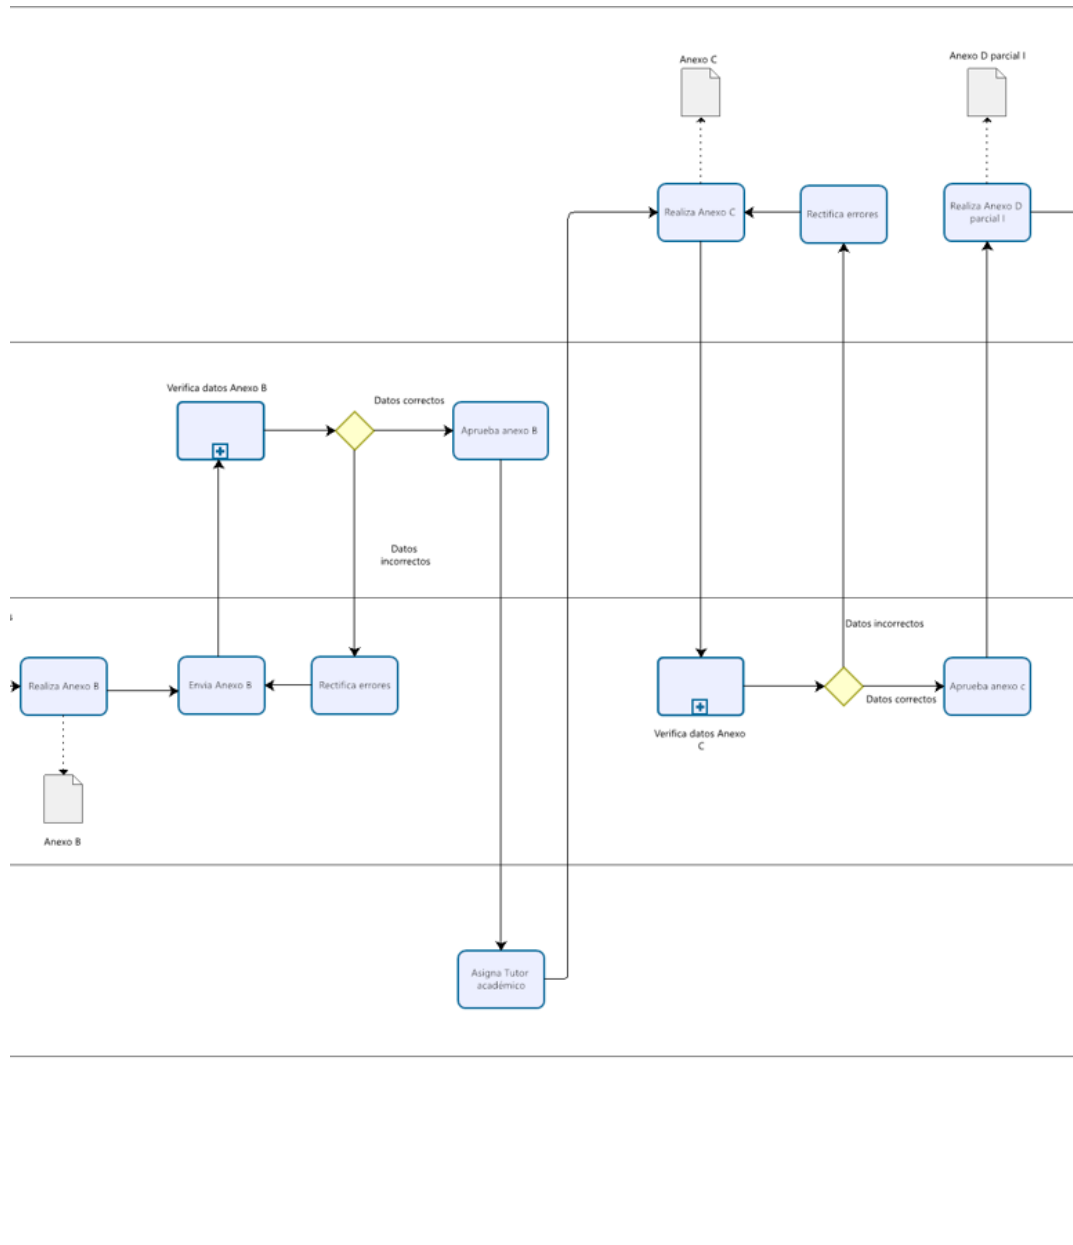 Anexo C
Anexo D parcial I
Realiza Anexo C
Rectifica errores
Realiza Anexo D
parcial I
Verifica datos Anexo B
Datos correctos
Aprueba anexo B
Datos
incorrectos
Datos incorrectos
Realiza Anexo B
Envia Anexo B
Rectifica errores
Aprueba anexo c
Datos correctos
Verifica datos Anexo
C
Anexo B
Asigna Tutor
académico